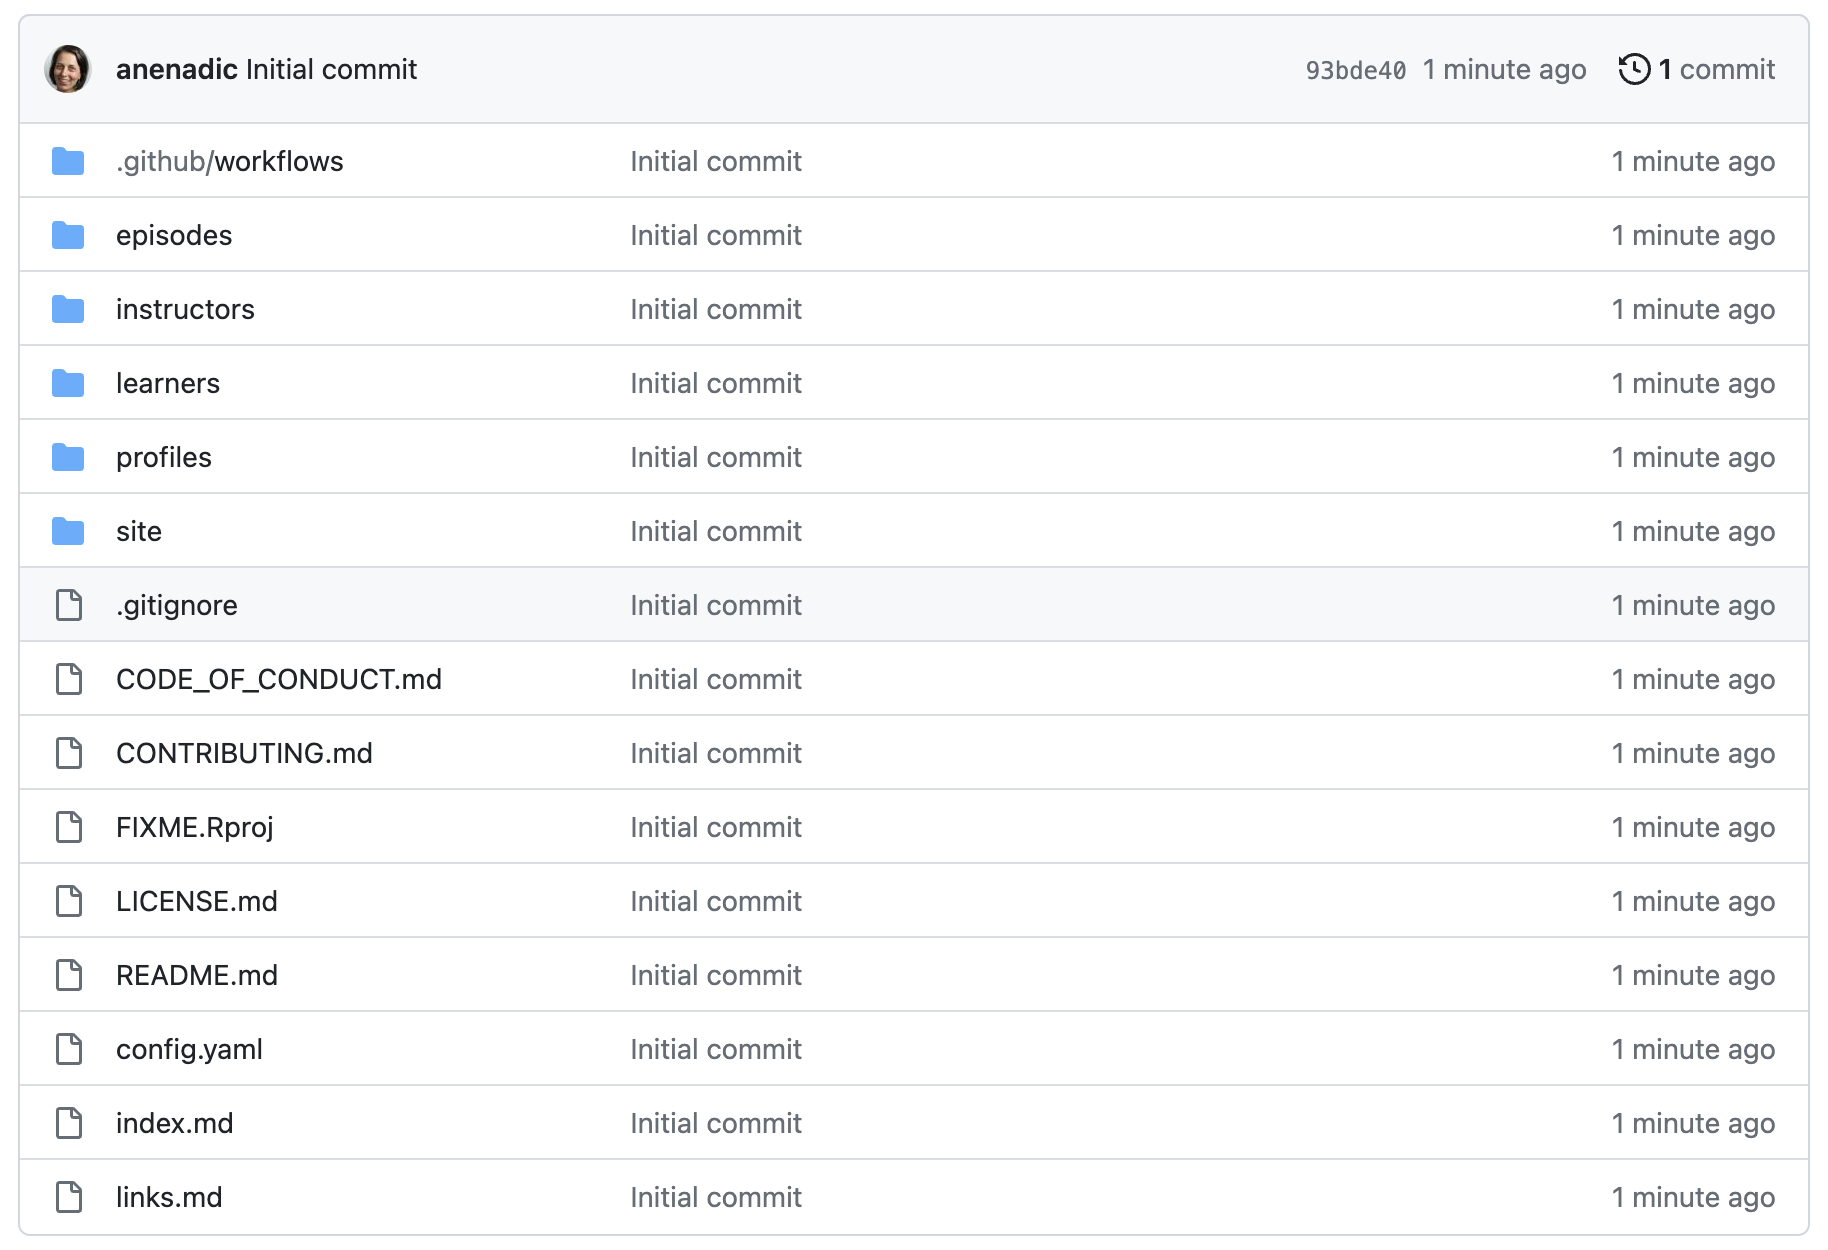 anenadic Initial commit 93bde40 1 minute ago 1 commit
.github/workflows Initial commit 1 minute ago
episodes Initial commit 1 minute ago
instructors Initial commit 1 minute ago
learners Initial commit 1 minute ago
profiles Initial commit 1 minute ago
site Initial commit 1 minute ago
.gitignore Initial commit 1 minute ago
CODE_OF_CONDUCT.md Initial commit 1 minute ago
CONTRIBUTING.md Initial commit 1 minute ago
FIXME.Rproj Initial commit 1 minute ago
LICENSE.md Initial commit 1 minute ago
README.md Initial commit 1 minute ago
config.yaml Initial commit 1 minute ago
index.md Initial commit 1 minute ago
links.md Initial commit 1 minute ago